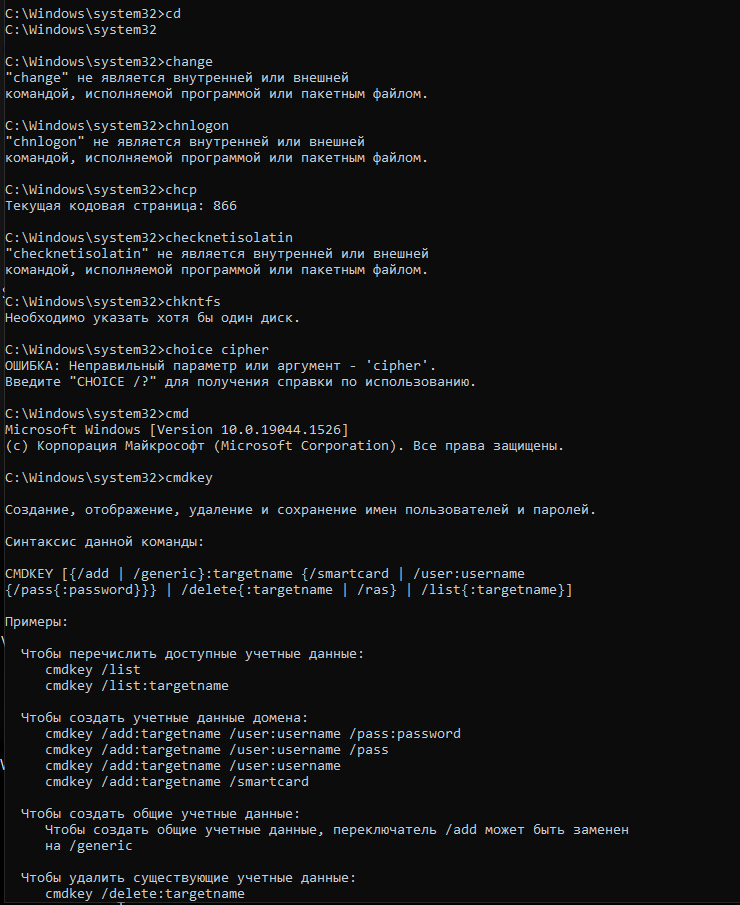 C:\Windows\system32>cd
C:\Windows\system32
C:\Windows\system32>change
"change" не является внутренней или внешней
командой, исполняемой программой или пакетным файлом.
C:\Windows\system32>chnlogon
"chnlogon" не является внутренней или внешней
командой, исполняемой программой или пакетным файлом.
C:\Windows\system32>chcp
Текущая кодовая страница: 866
C:\Windows\system32>checknetisolatin
"checknetisolatin" не является внутренней или внешней
командой, исполняемой программой или пакетным файлом.
C:\Windows\system32>chkntfs
Необходимо указать хотя бы один диск.
C:\Windows\system32>choice cipher
ОШИБКА: Неправильный параметр или аргумент - 'cipher'.
Введите "CHOICE /?" для получения справки по использованию.
C:\Windows\system32>cmd
Microsoft Windows [Version 10.0.19044.1526]
(c) Корпорация Майкрософт (Microsoft Corporation). Все права защищены.
C:\Windows\system32>cmdkey
Создание, отображение, удаление и сохранение имен пользователей и паролей.
Синтаксис данной команды:
CMDKEY [{/add | /generic}:targetname {/smartcard | /user:username
{/pass{:password}}} | /delete{:targetname | /ras} | /list{:targetname}]
Примеры:
Чтобы перечислить доступные учетные данные:
cmdkey /list
cmdkey /list:targetname
Чтобы создать учетные данные домена:
cmdkey /add:targetname /user:username /pass:password
cmdkey /add:targetname /user:username /pass
cmdkey /add:targetname /user:username
cmdkey /add:targetname /smartcard
Чтобы создать общие учетные данные:
Чтобы создать общие учетные данные, переключатель /add может быть заменен
на /generic
Чтобы удалить существующие учетные данные:
cmdkey /delete:targetname